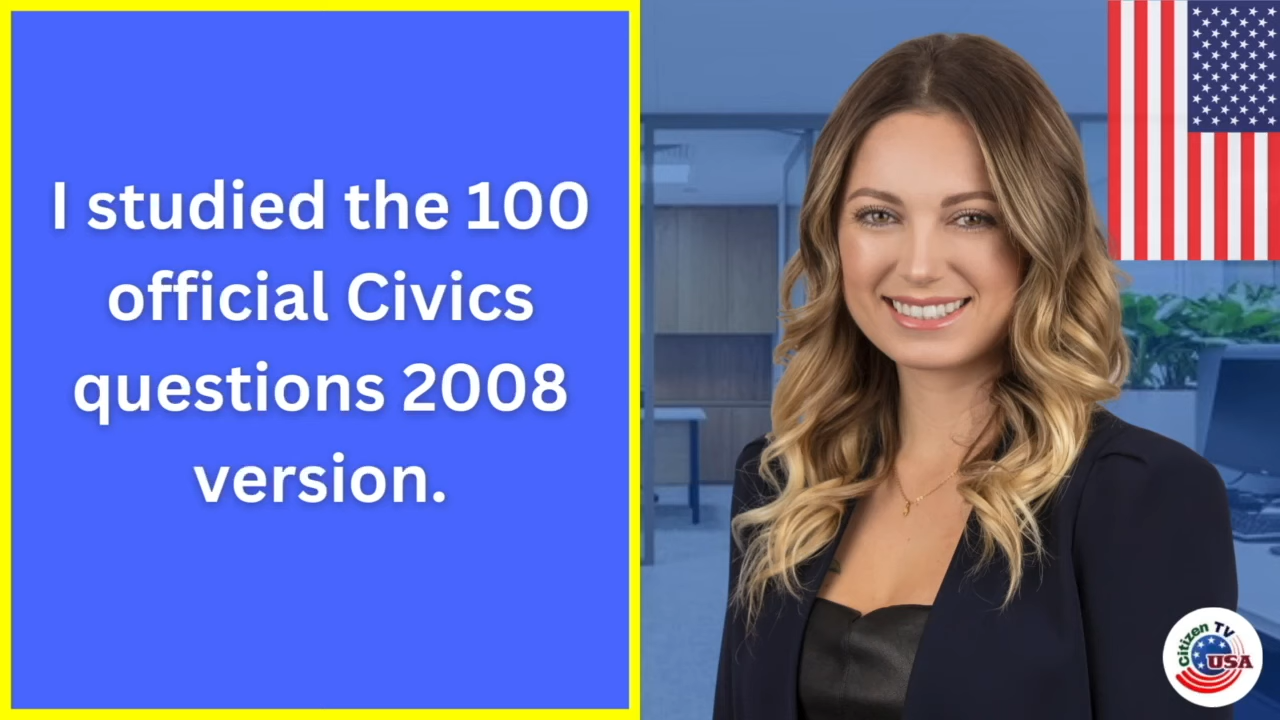 I studied the 100
official Civics
questions 2008
version.
Citizen TV
USA